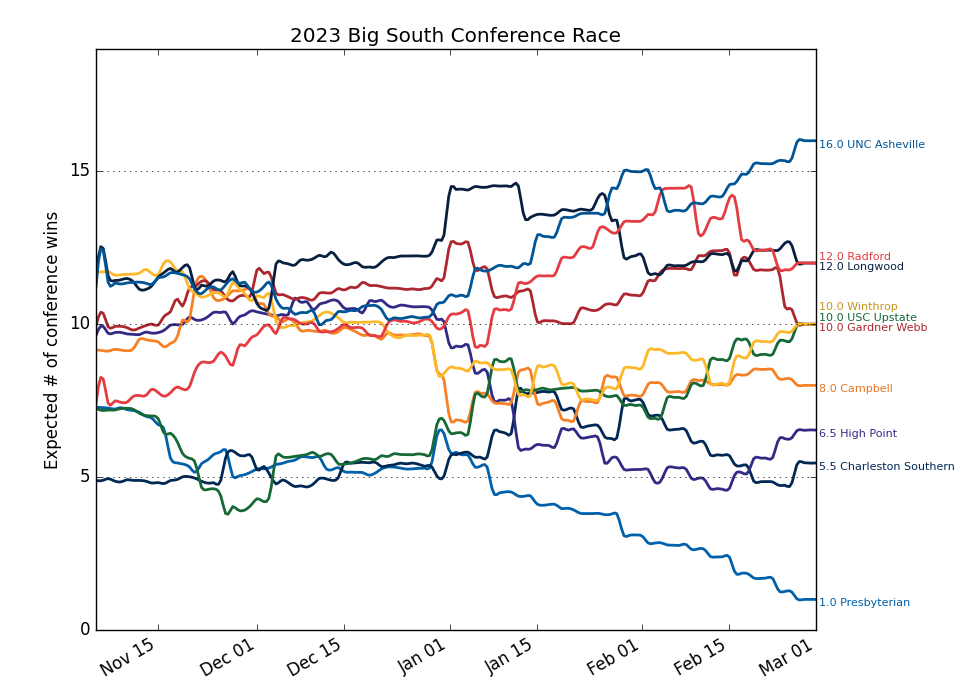 2023 Big South Conference Race
Expected # of conference wins
15
10
5
0
16.0 UNC Asheville
12.0 Radford
12.0 Longwood
10.0 Winthrop
10.0 USC Upstate
10.0 Gardner Webb
8.0 Campbell
6.5 High Point
5.5 Charleston Southern
1.0 Presbyterian
Nov 15
Dec 01
Dec 15
Jan 01
Jan 15
Feb 01
Feb 15
Mar 01